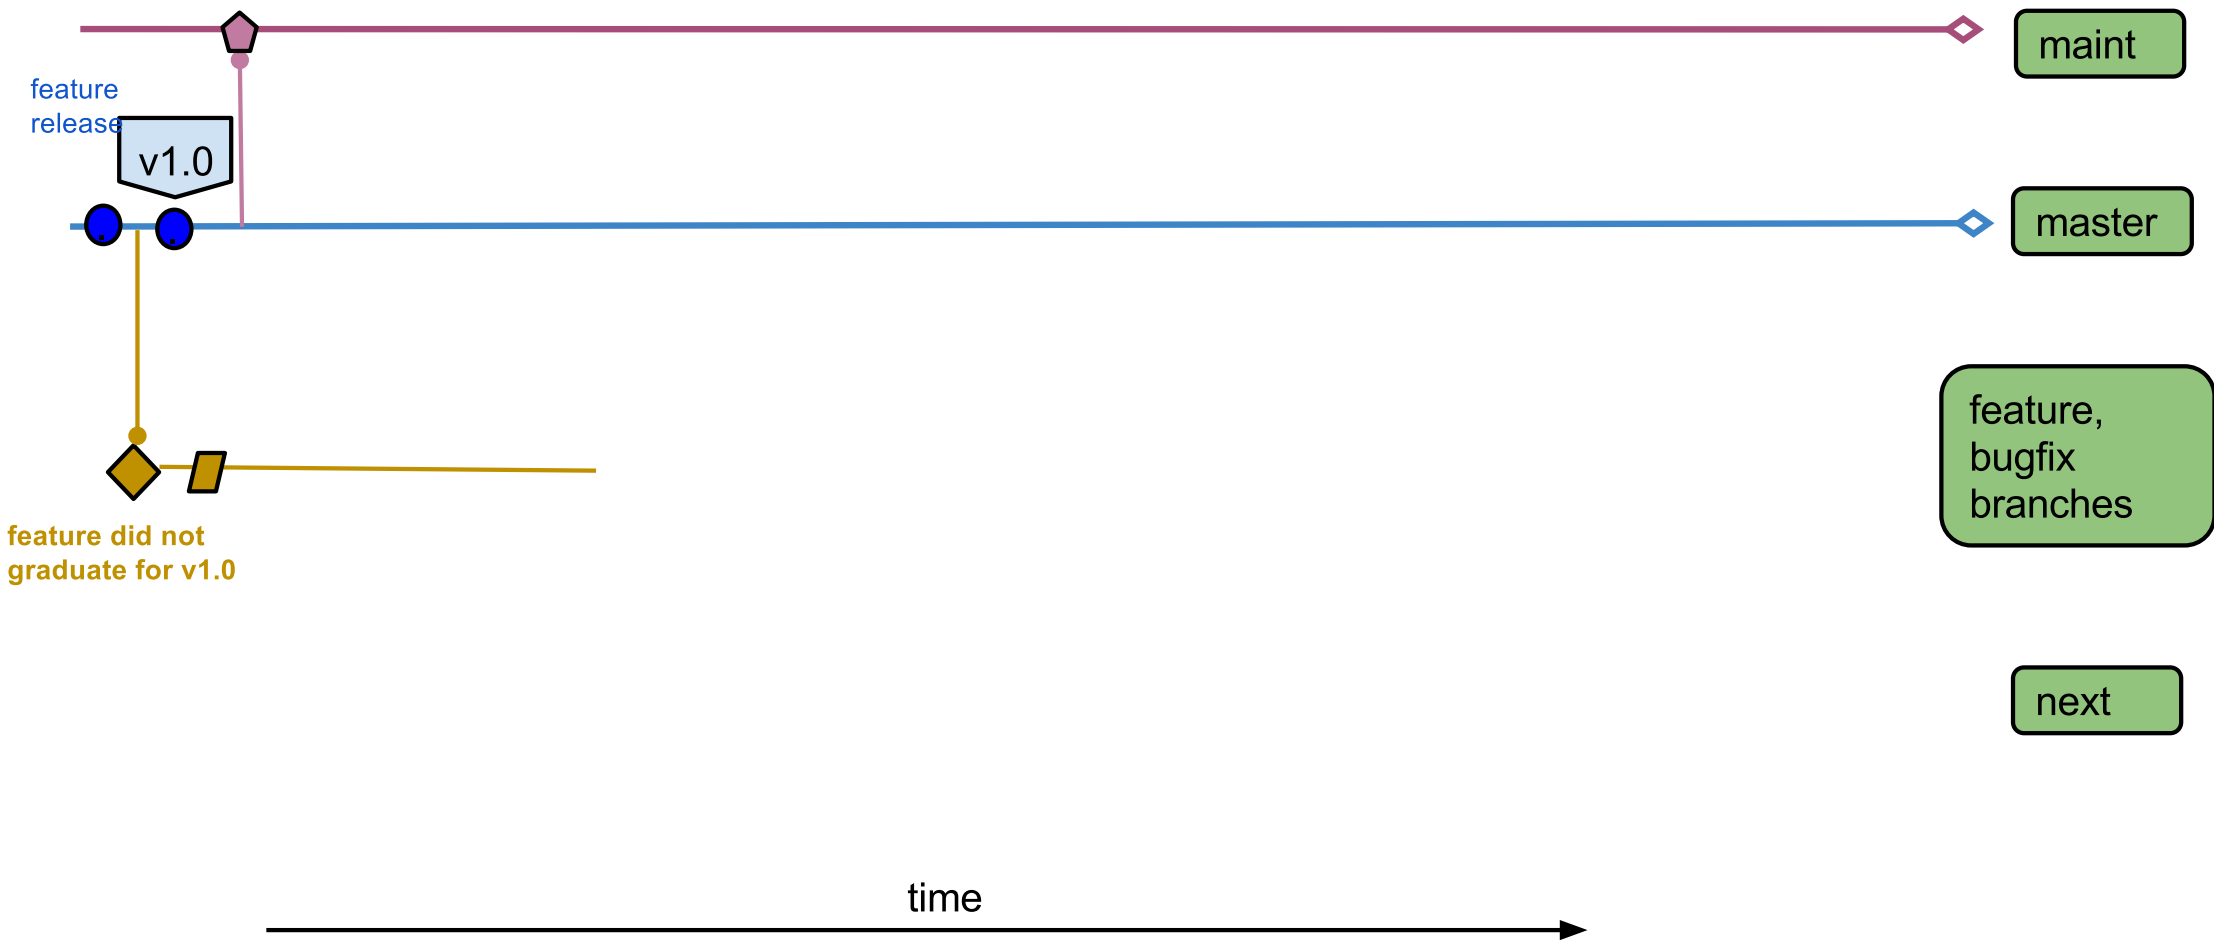 maint
feature
release
v1.0
master
feature,
bugfix
branches
feature did not
graduate for v1.0
next
time